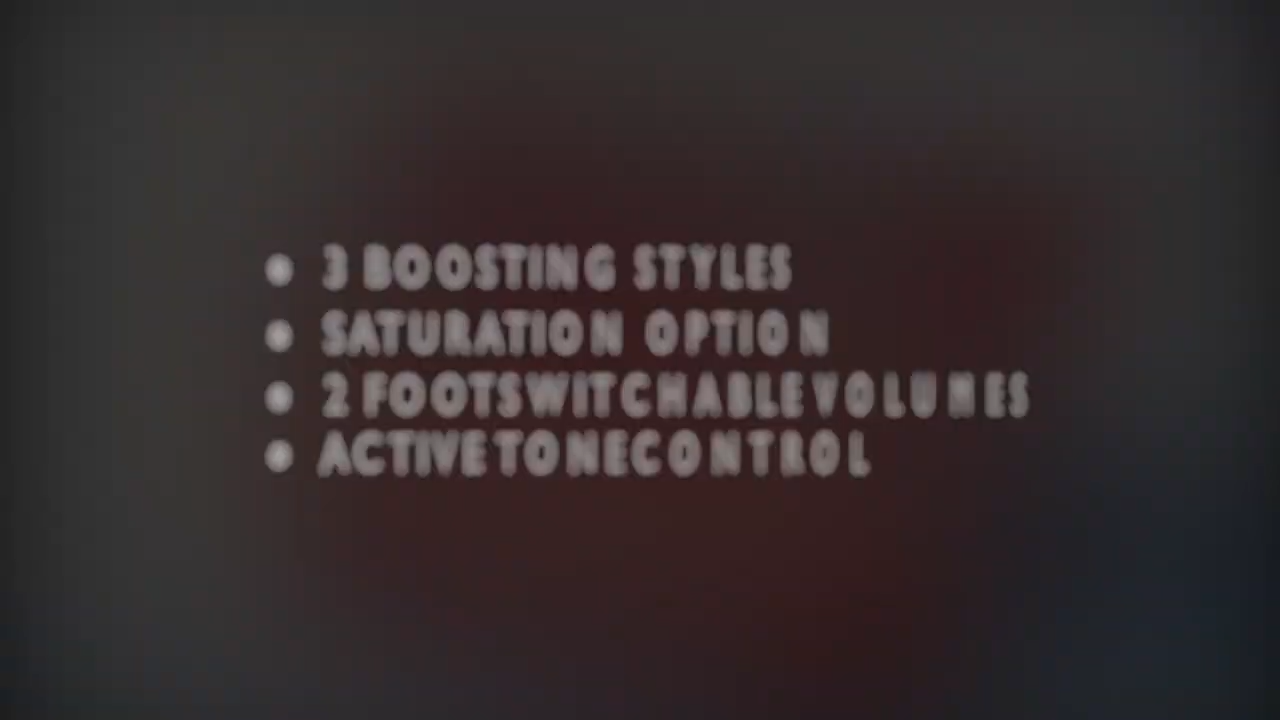 • 3 BOOSTING STYLES
• SATURATION OPTION
• 2 FOOTSWITCHABLE VOLUMES
• ACTIVE TONE CONTROL